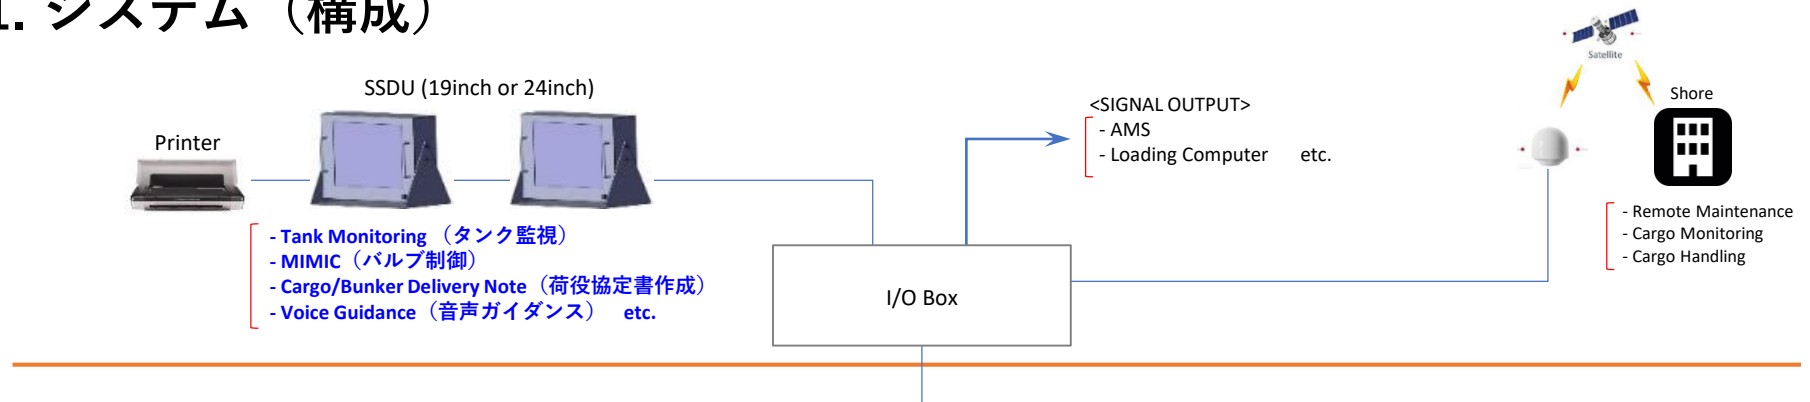 1. システム（構成）
SSDU (19inch or 24inch)
Printer
- Tank Monitoring （タンク監視）
- MIMIC（バルブ制御）
- Cargo/Bunker Delivery Note（荷役協定書作成）
- Voice Guidance（音声ガイダンス） etc.
I/O Box
<SIGNAL OUTPUT>
- AMS
- Loading Computer etc.
Satellite
Shore
- Remote Maintenance
- Cargo Monitoring
- Cargo Handling